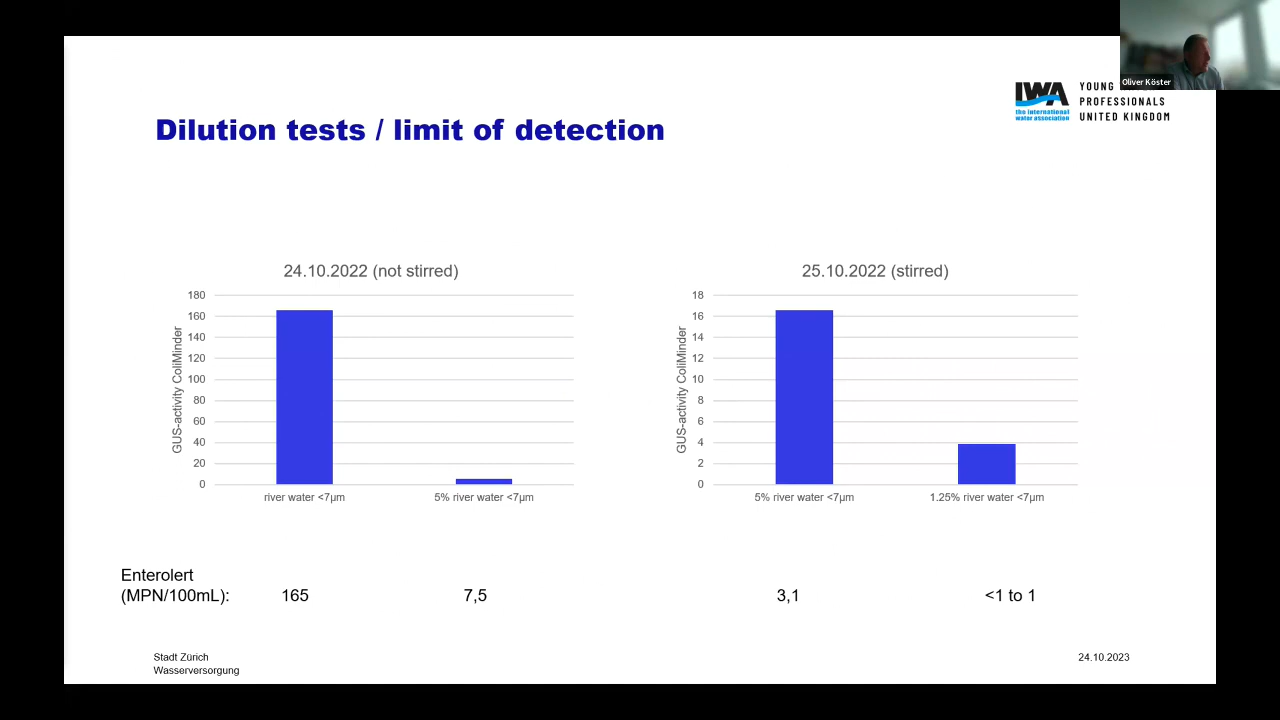 Oliver Köster
IWA
the international
water association
YOUNG
PROFESSIONALS
UNITED KINGDOM
Dilution tests / limit of detection
24.10.2022 (not stirred)
180
160
140
120
100
80
60
40
20
0
GUS-activity ColiMinder
river water <7µm
5% river water <7µm
25.10.2022 (stirred)
18
16
14
12
10
8
6
4
2
0
GUS-activity ColiMinder
5% river water <7µm
1.25% river water <7µm
Enterolert
(MPN/100mL): 165 7,5 3,1 <1 to 1
Stadt Zürich
Wasserversorgung
24.10.2023